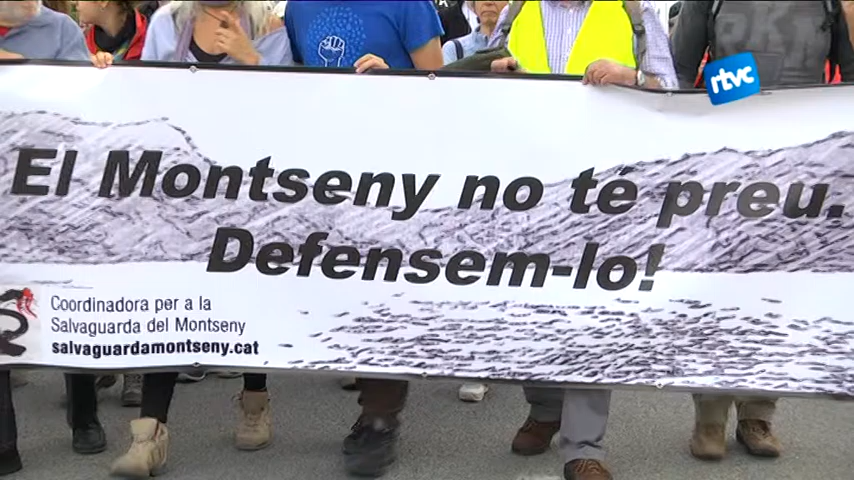 rtvc
El Montseny no té preu.
Defensem-lo!
Coordinadora per a la
Salvaguarda del Montseny
salvaguardamontseny.cat